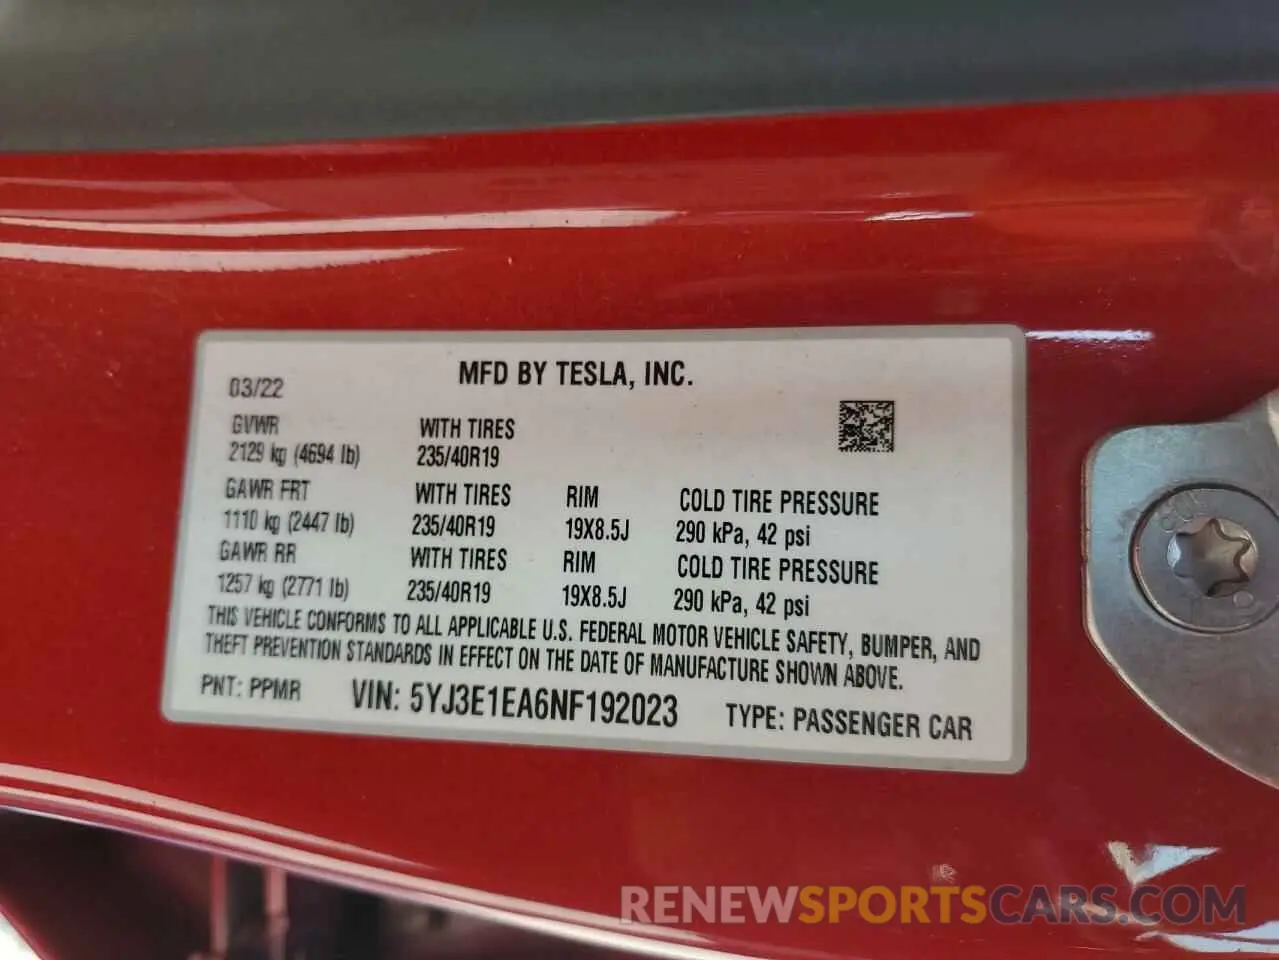 MFD BY TESLA, INC.
03/22
GVWR WITH TIRES
2129 kg (4694 lb) 235/40R19
GAWR FRT WITH TIRES RIM COLD TIRE PRESSURE
1110 kg (2447 lb) 235/40R19 19X8.5J 290 kPa, 42 psi
GAWR RR WITH TIRES RIM COLD TIRE PRESSURE
1257 kg (2771 lb) 235/40R19 19X8.5J 290 kPa, 42 psi
THIS VEHICLE CONFORMS TO ALL APPLICABLE U.S. FEDERAL MOTOR VEHICLE SAFETY, BUMPER, AND
THEFT PREVENTION STANDARDS IN EFFECT ON THE DATE OF MANUFACTURE SHOWN ABOVE.
PNT: PPMR VIN: 5YJ3E1EA6NF192023 TYPE: PASSENGER CAR
RENEWSPORTSCARS.COM